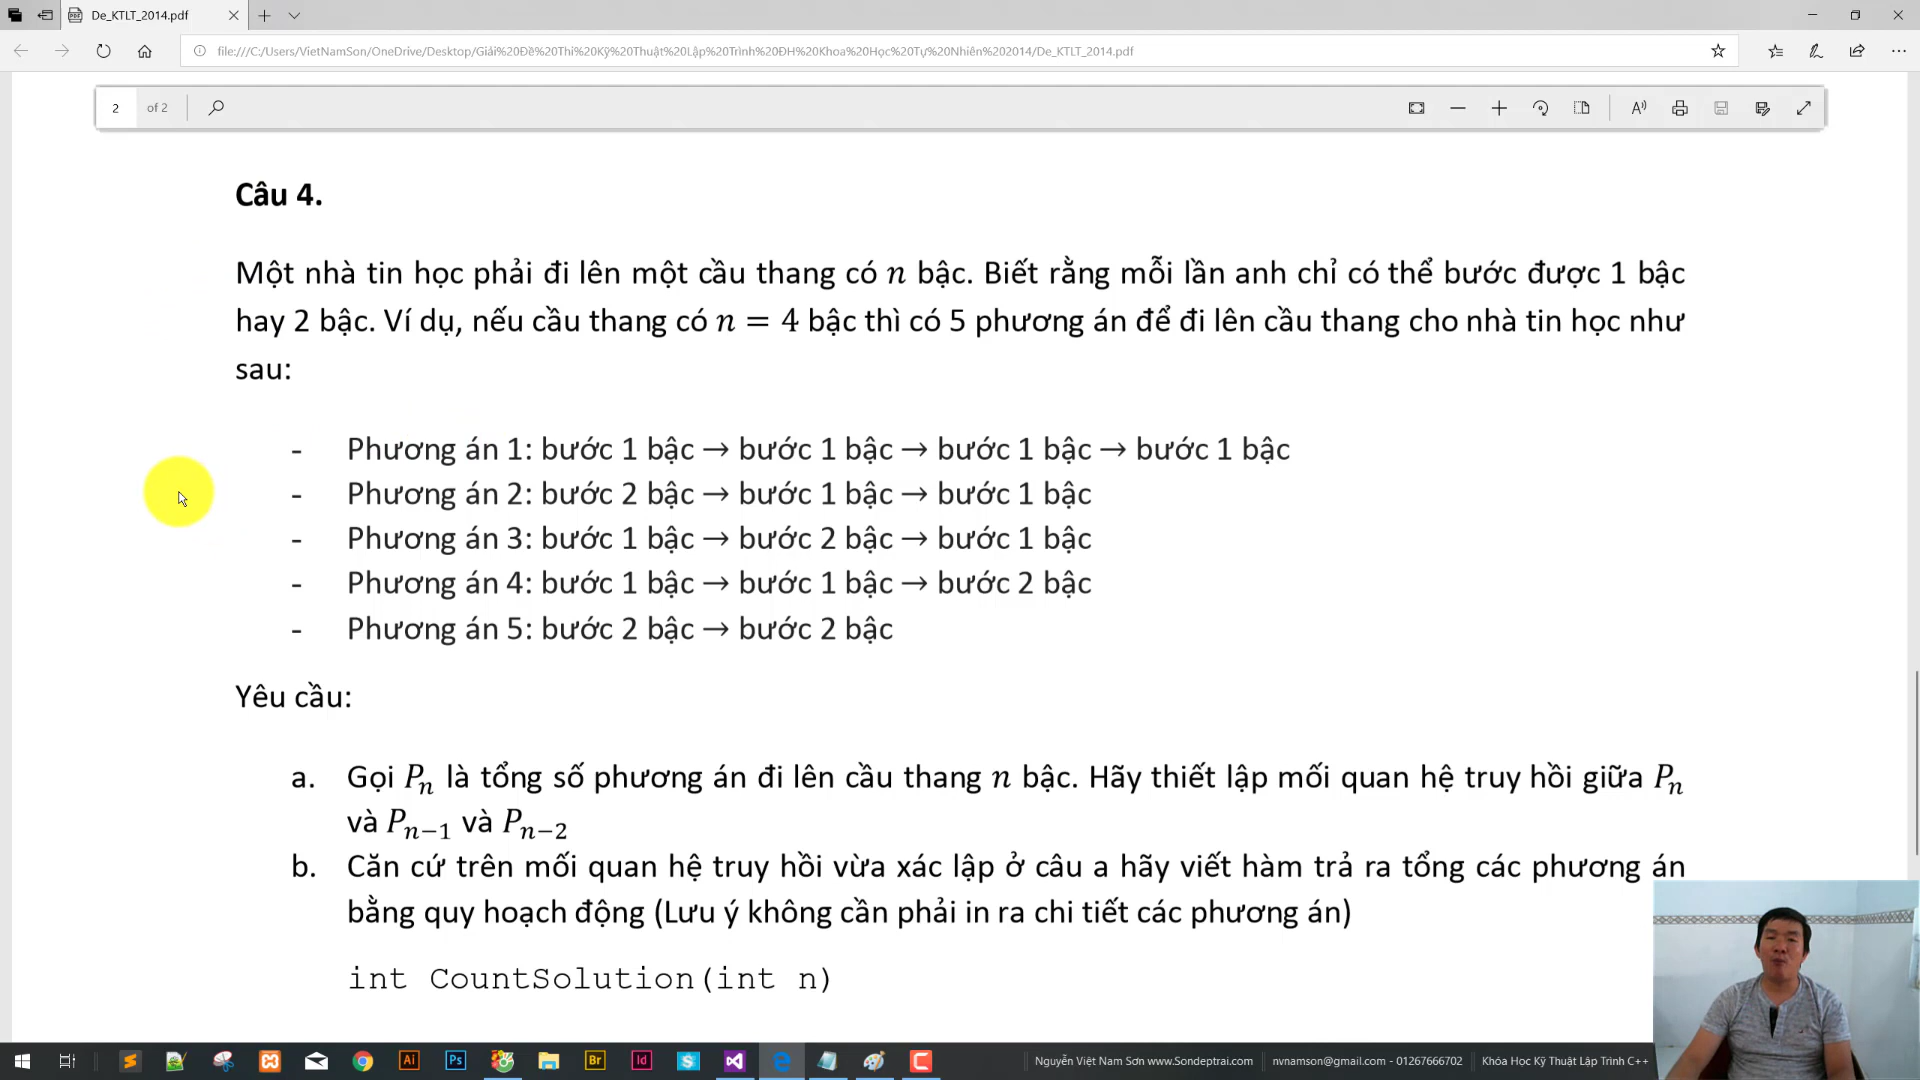 De_KTLT_2014.pdf
file:///C:/Users/VietNamSon/OneDrive/Desktop/Giải%20Đề%20Thi%20Kỹ%20Thuật%20Lập%20Trình%20ĐH%20Khoa%20Học%20Tự%20Nhiên%202014/De_KTLT_2014.pdf
2 of 2
Câu 4.
Một nhà tin học phải đi lên một cầu thang có n bậc. Biết rằng mỗi lần anh chỉ có thể bước được 1 bậc
hay 2 bậc. Ví dụ, nếu cầu thang có n = 4 bậc thì có 5 phương án để đi lên cầu thang cho nhà tin học như
sau:
- Phương án 1: bước 1 bậc → bước 1 bậc → bước 1 bậc → bước 1 bậc
- Phương án 2: bước 2 bậc → bước 1 bậc → bước 1 bậc
- Phương án 3: bước 1 bậc → bước 2 bậc → bước 1 bậc
- Phương án 4: bước 1 bậc → bước 1 bậc → bước 2 bậc
- Phương án 5: bước 2 bậc → bước 2 bậc
Yêu cầu:
a. Gọi Pₙ là tổng số phương án đi lên cầu thang n bậc. Hãy thiết lập mối quan hệ truy hồi giữa Pₙ
và Pₙ₋₁ và Pₙ₋₂
b. Căn cứ trên mối quan hệ truy hồi vừa xác lập ở câu a hãy viết hàm trả ra tổng các phương án
bằng quy hoạch động (Lưu ý không cần phải in ra chi tiết các phương án)
int CountSolution(int n)
Ai Ps Br Id Nguyễn Việt Nam Sơn www.Sondeptrai.com nvnamson@gmail.com - 01267666702 Khóa Học Kỹ Thuật Lập Trình C++